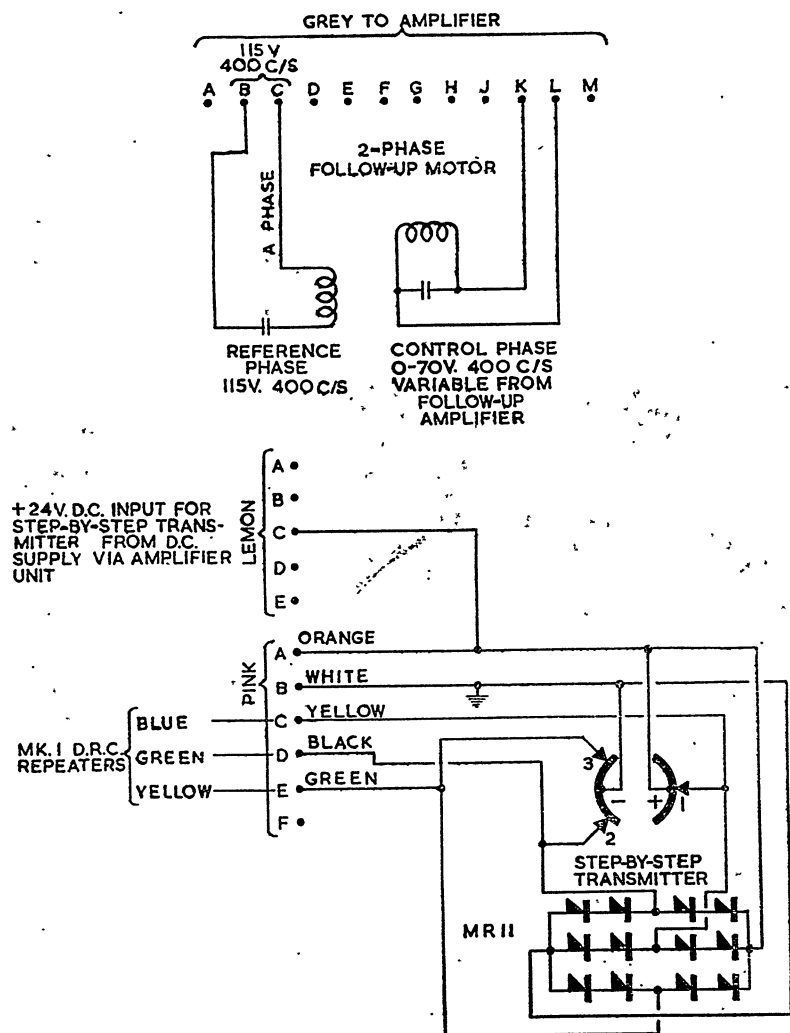 GREY TO AMPLIFIER
115 V
400 C/S
A B C D E F G H J K L M
2-PHASE
FOLLOW-UP MOTOR
A PHASE
REFERENCE
PHASE
115V. 400 C/S
CONTROL PHASE
0-70V. 400 C/S
VARIABLE FROM
FOLLOW-UP
AMPLIFIER
+24V. D.C. INPUT FOR
STEP-BY-STEP TRANS-
MITTER FROM D.C.
SUPPLY VIA AMPLIFIER
UNIT
LEMON
A
B
C
D
E
PINK
A ORANGE
B WHITE
C YELLOW
D BLACK
E GREEN
F
MK. I D.R.C.
REPEATERS
BLUE
GREEN
YELLOW
3
- + 1
2
STEP-BY-STEP
TRANSMITTER
MR11